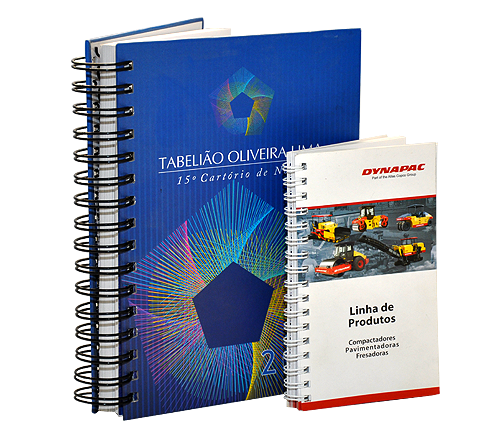 TABELIÃO OLIVEIRA
15º Cartório de
2
DYNAPAC
Part of the Atlas Copco Group
Linha de
Produtos
Compactadores
Pavimentadoras
Fresadoras